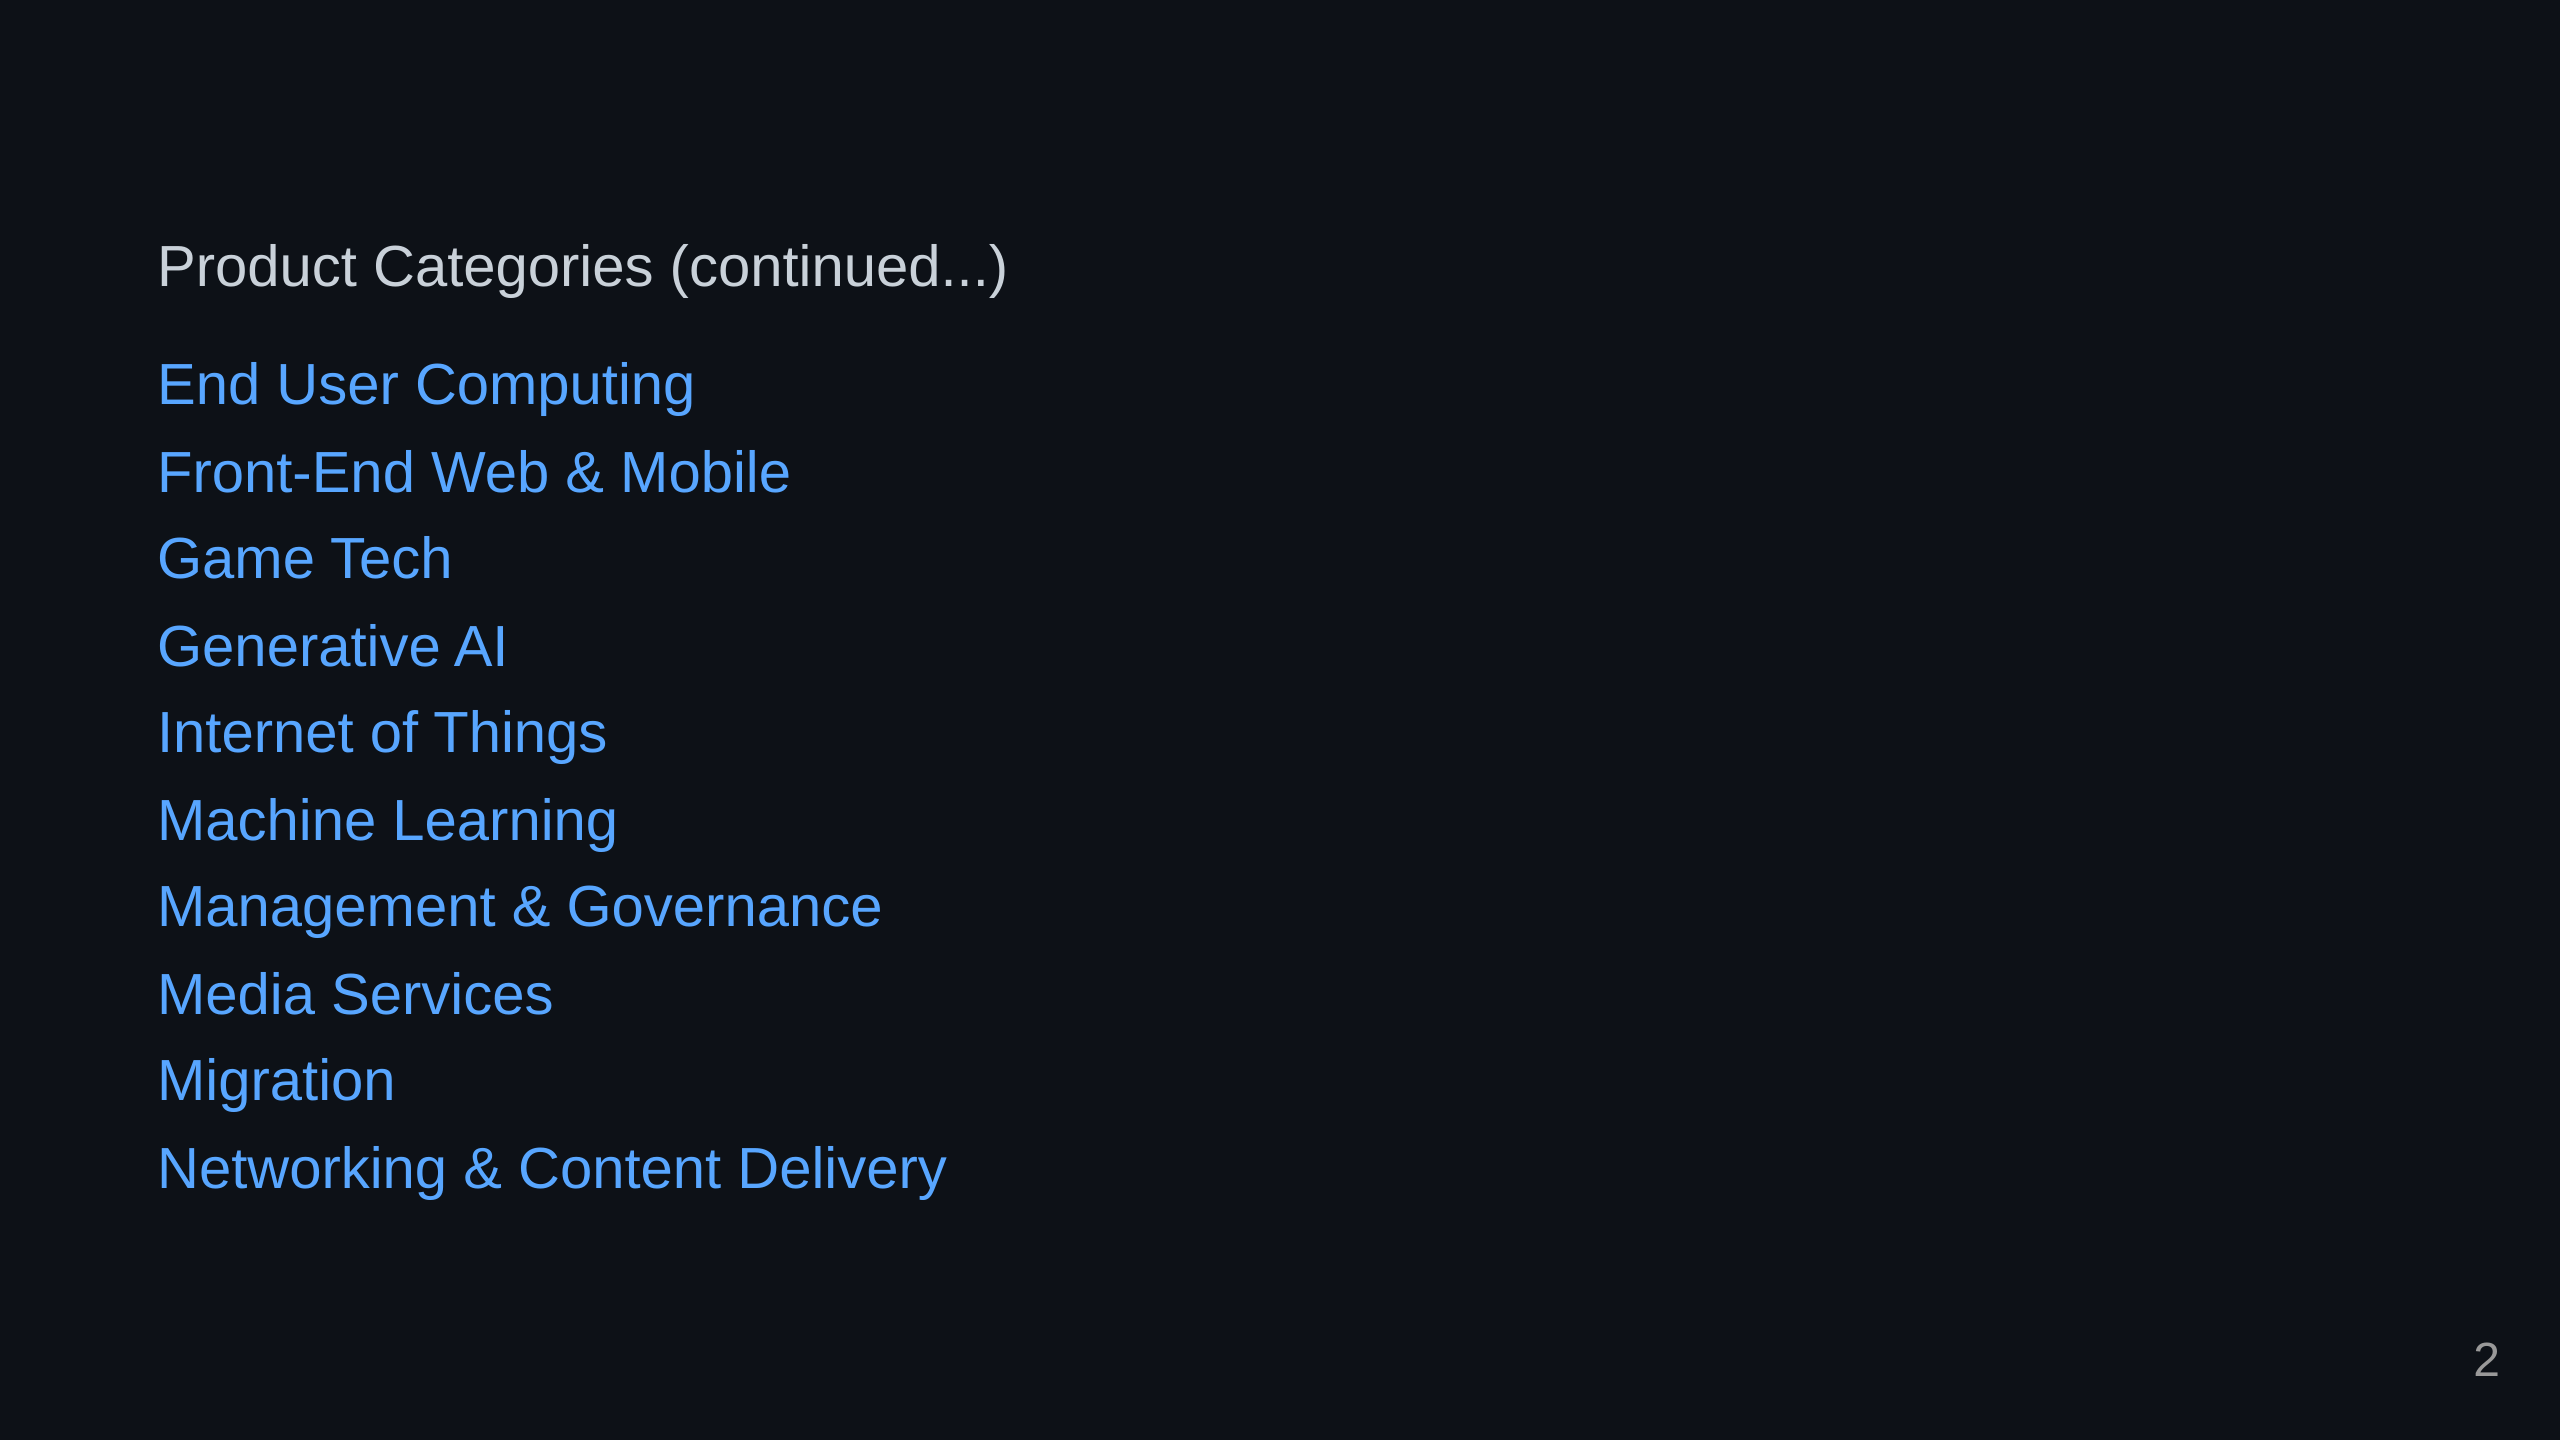 Product Categories (continued...)
End User Computing
Front-End Web & Mobile
Game Tech
Generative AI
Internet of Things
Machine Learning
Management & Governance
Media Services
Migration
Networking & Content Delivery
2